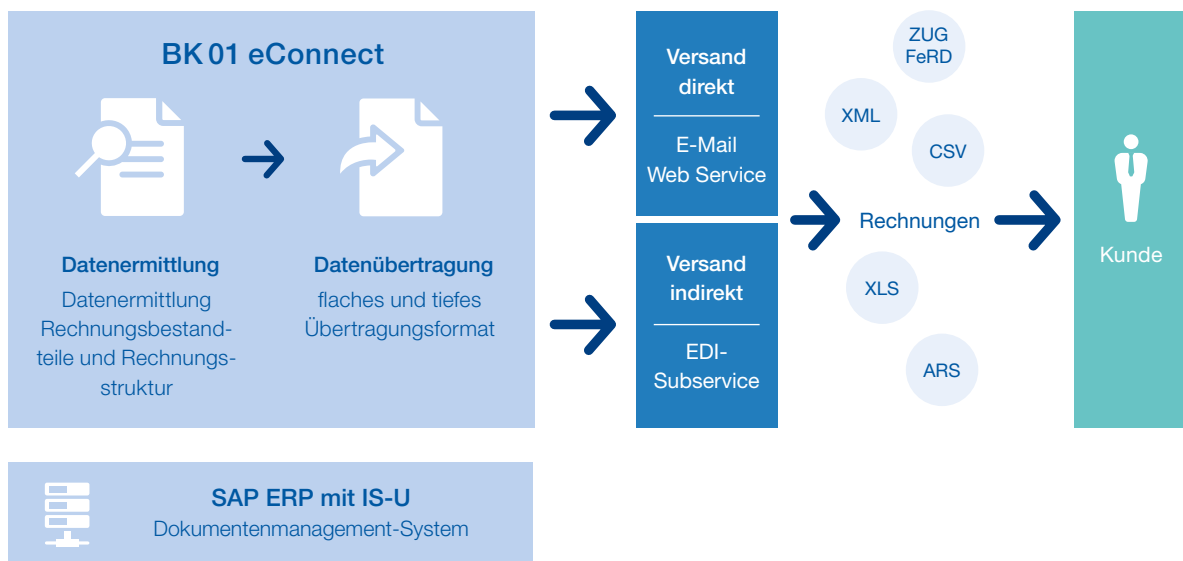 BK 01 eConnect
Datenermittlung
Datenermittlung
Rechnungsbestand-
teile und Rechnungs-
struktur
Datenübertragung
flaches und tiefes
Übertragungsformat
Versand
direkt
E-Mail
Web Service
Versand
indirekt
EDI-
Subservice
ZUG
FeRD
XML
CSV
Rechnungen
XLS
ARS
Kunde
SAP ERP mit IS-U
Dokumentenmanagement-System